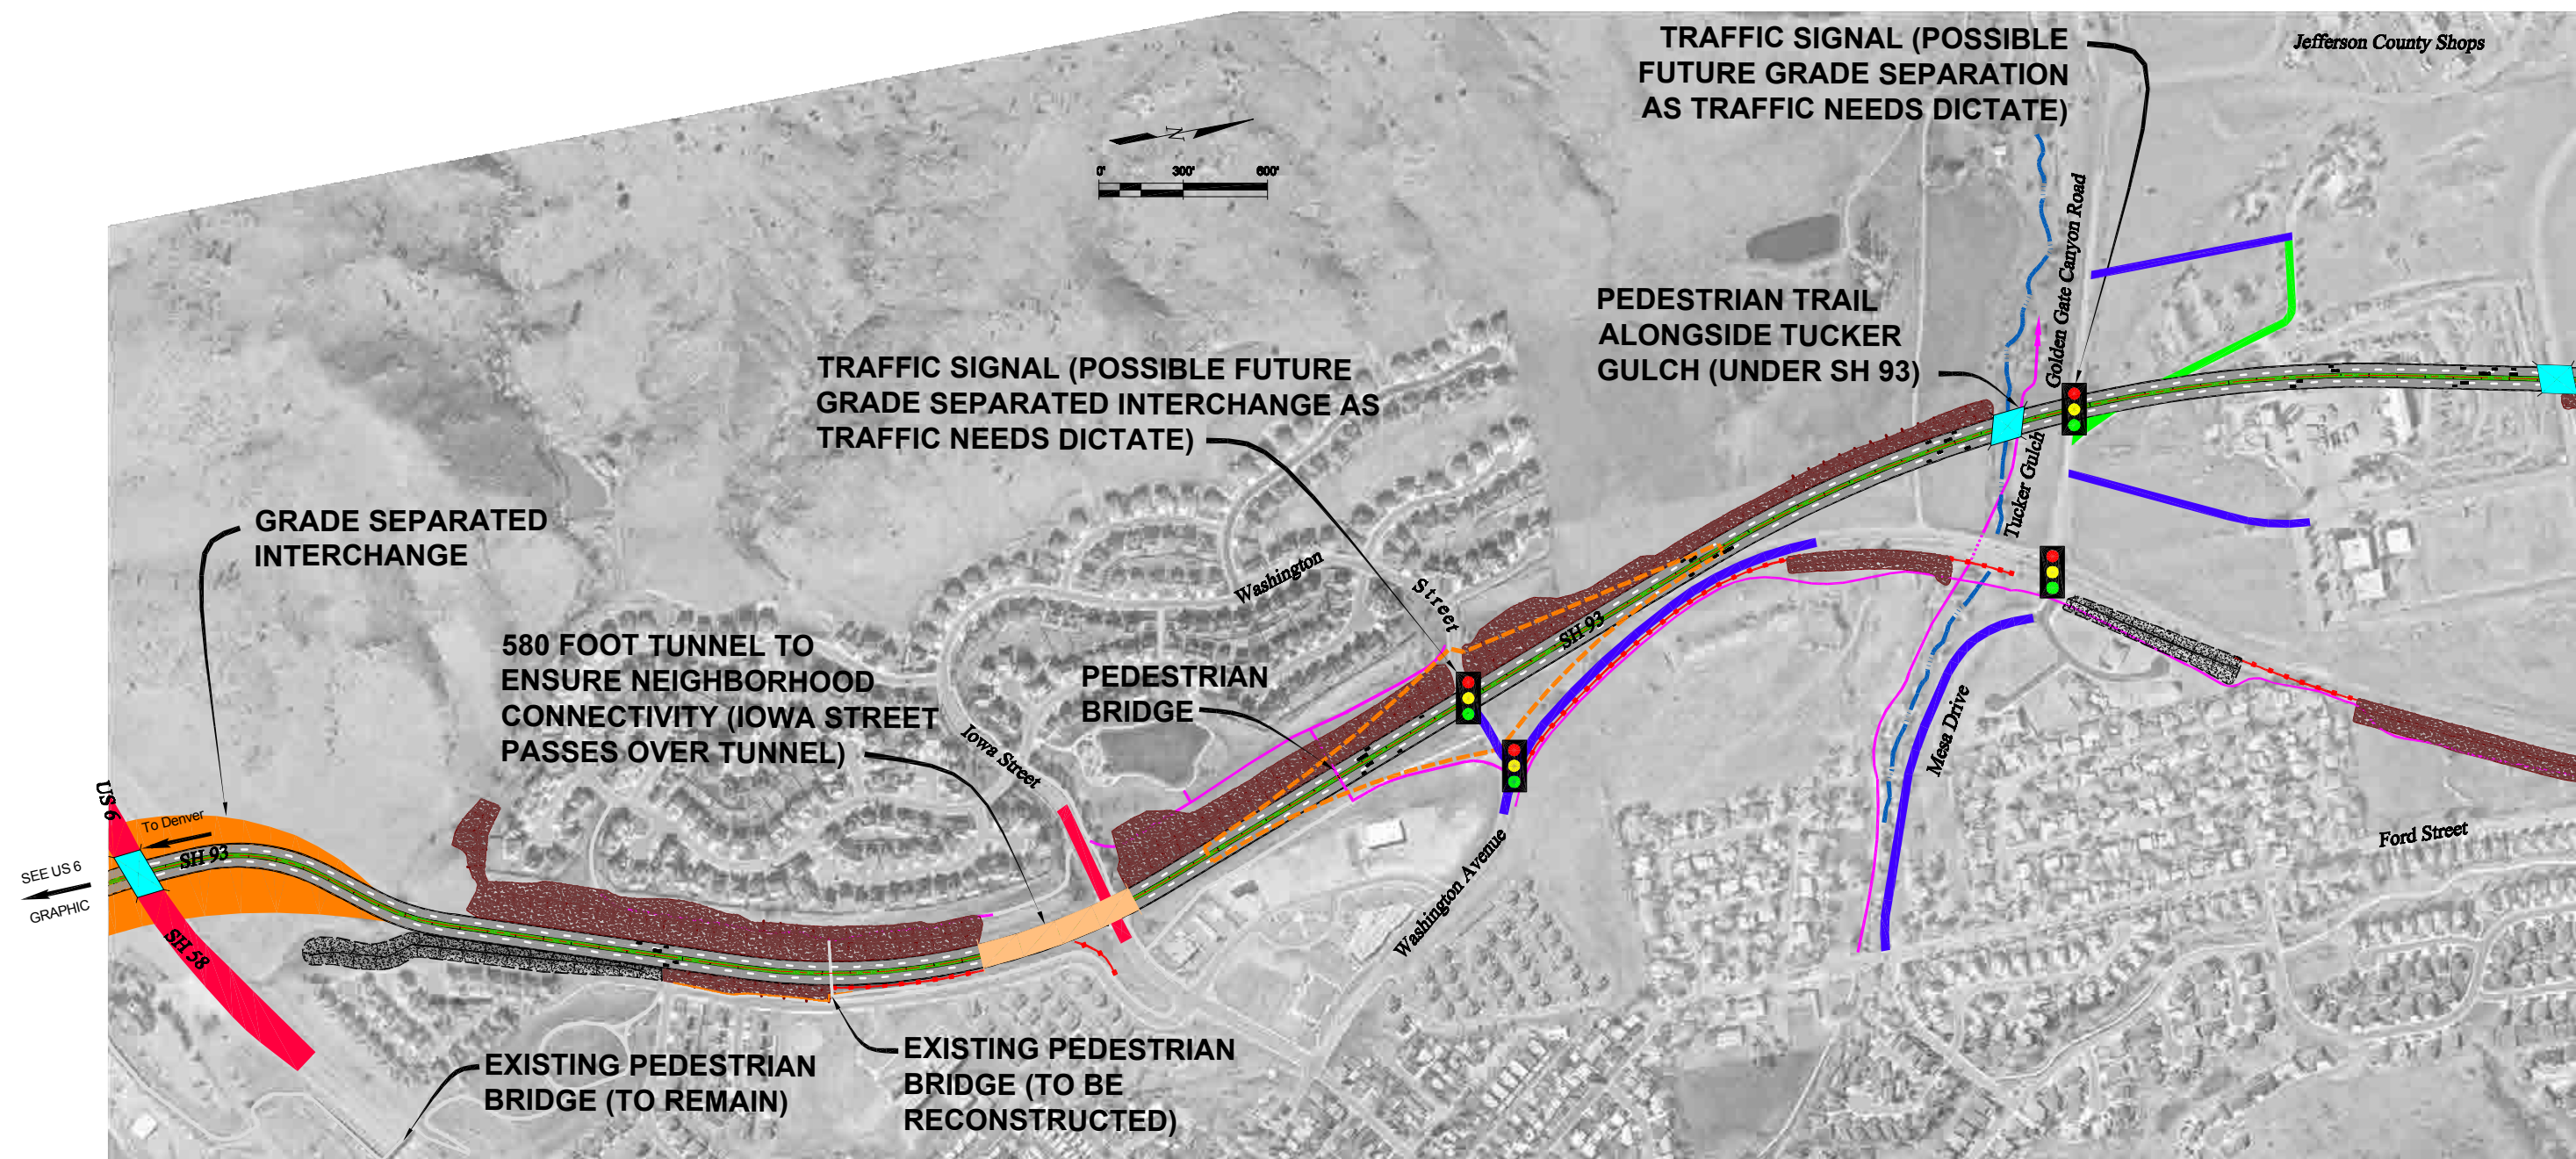 TRAFFIC SIGNAL (POSSIBLE
FUTURE GRADE SEPARATION
AS TRAFFIC NEEDS DICTATE)
Jefferson County Shops
N
0' 300' 600'
Golden Gate Canyon Road
PEDESTRIAN TRAIL
ALONGSIDE TUCKER
GULCH (UNDER SH 93)
TRAFFIC SIGNAL (POSSIBLE FUTURE
GRADE SEPARATED INTERCHANGE AS
TRAFFIC NEEDS DICTATE)
Tucker Gulch
GRADE SEPARATED
INTERCHANGE
Washington
Street
SH 93
580 FOOT TUNNEL TO
ENSURE NEIGHBORHOOD
CONNECTIVITY (IOWA STREET
PASSES OVER TUNNEL)
PEDESTRIAN
BRIDGE
Iowa Street
Mesa Drive
US 6
To Denver
SH 93
SEE US 6
GRAPHIC
Ford Street
Washington Avenue
SH 58
EXISTING PEDESTRIAN
BRIDGE (TO REMAIN)
EXISTING PEDESTRIAN
BRIDGE (TO BE
RECONSTRUCTED)